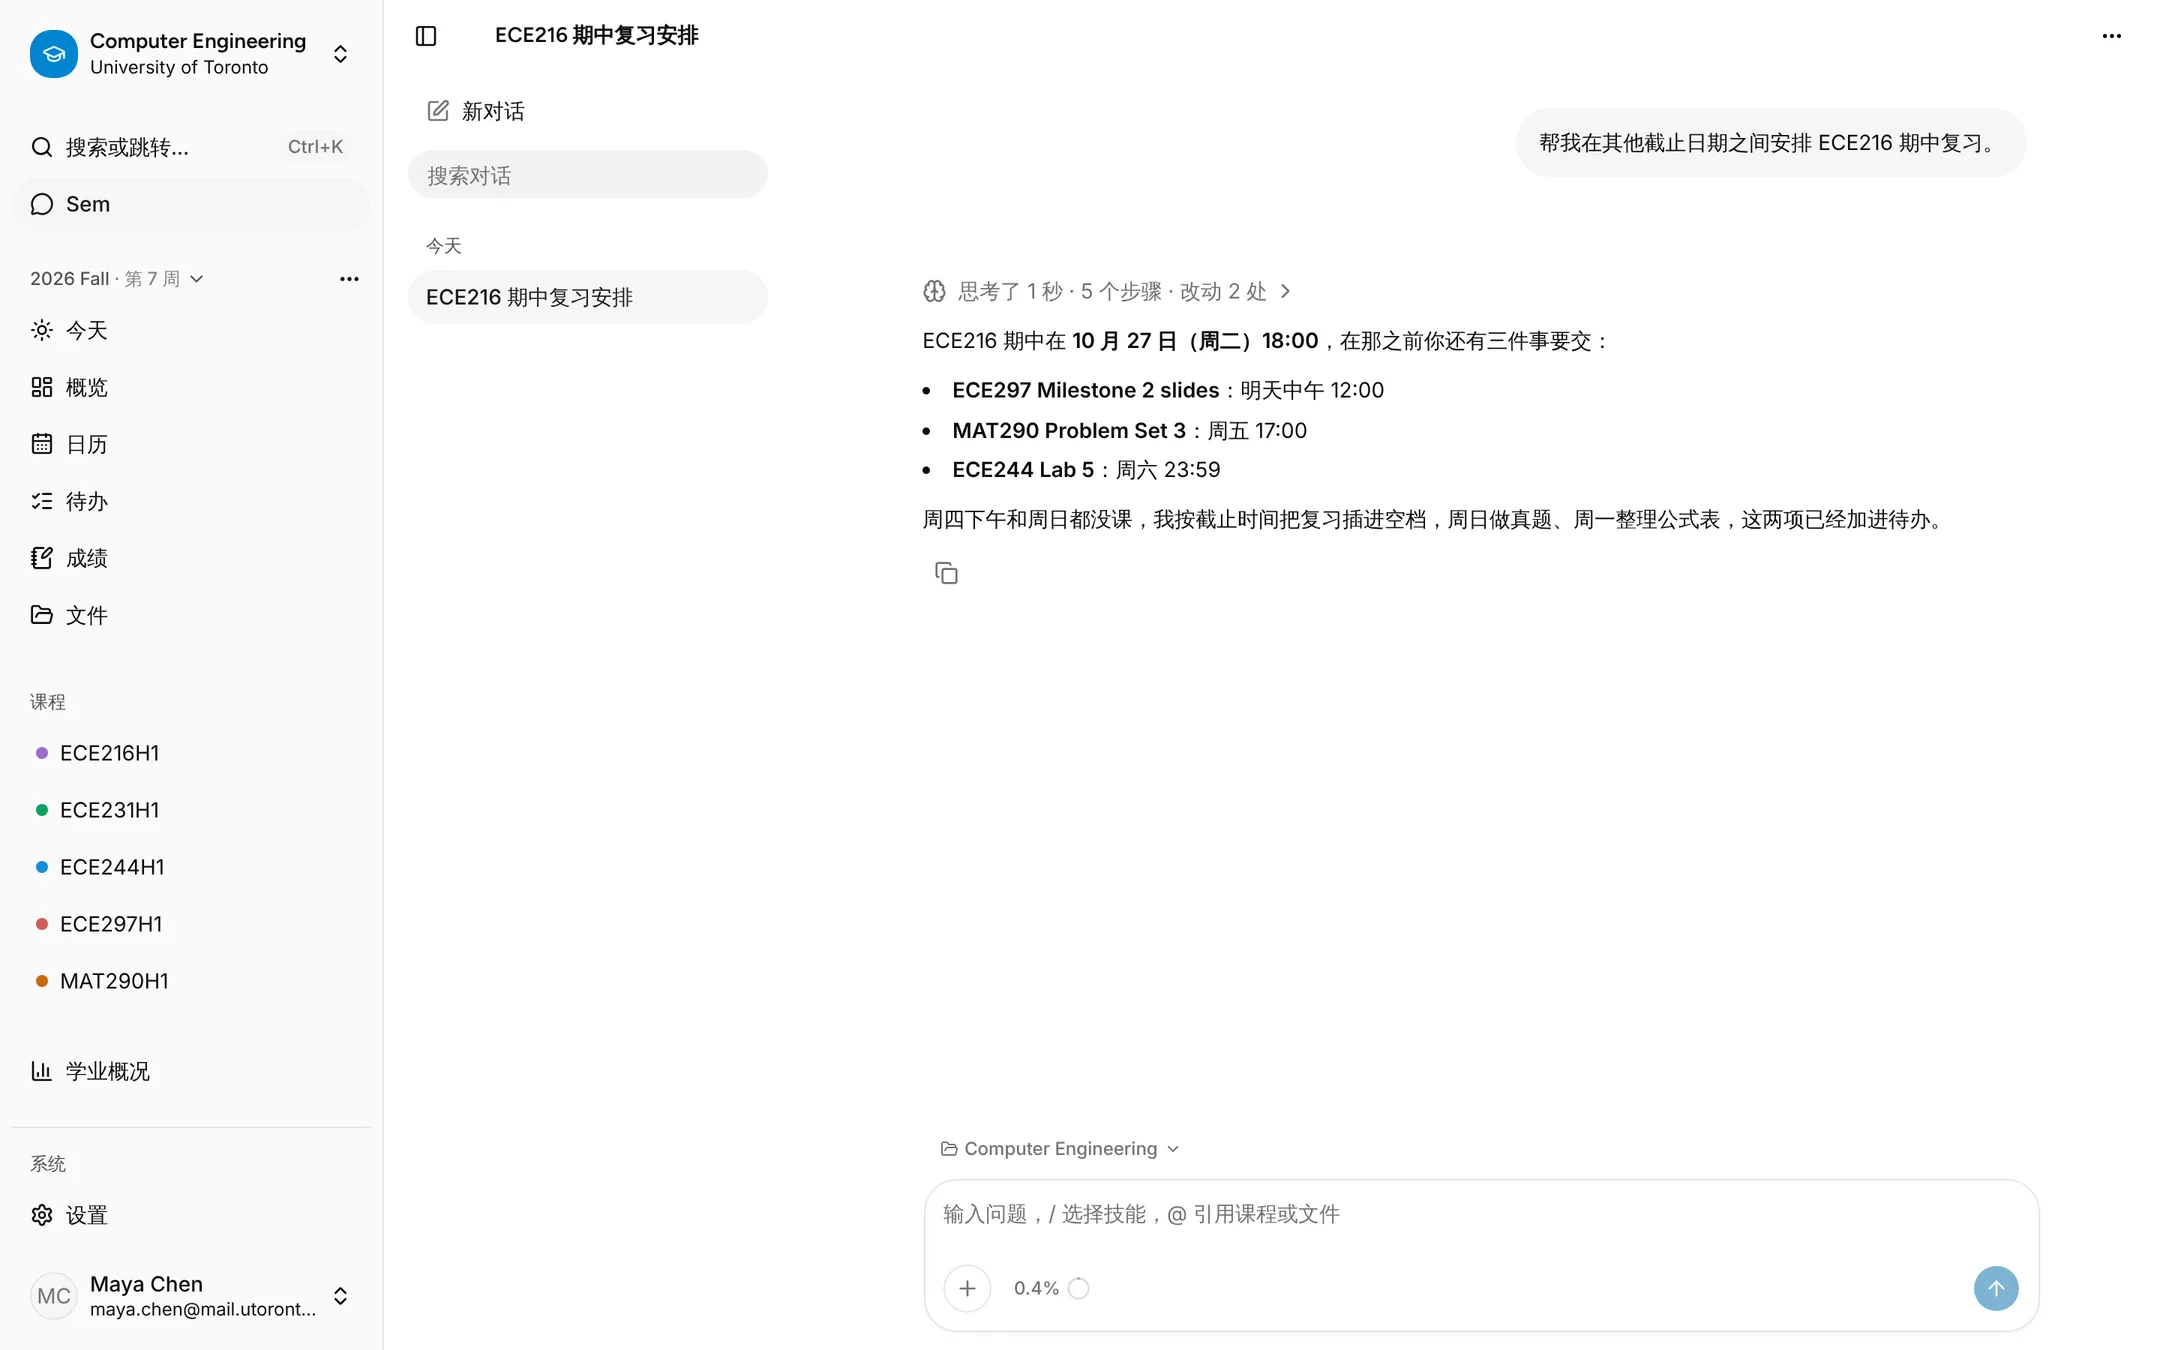 Computer Engineering
University of Toronto
搜索或跳转...
Ctrl+K
Sem
2026 Fall · 第 7 周
今天
概览
日历
待办
成绩
文件
课程
ECE216H1
ECE231H1
ECE244H1
ECE297H1
MAT290H1
学业概况
系统
设置
MC
Maya Chen
maya.chen@mail.utoront...
ECE216 期中复习安排
新对话
搜索对话
今天
ECE216 期中复习安排
帮我在其他截止日期之间安排 ECE216 期中复习。
思考了 1 秒 · 5 个步骤 · 改动 2 处
ECE216 期中在 10 月 27 日（周二）18:00，在那之前你还有三件事要交：
• ECE297 Milestone 2 slides：明天中午 12:00
• MAT290 Problem Set 3：周五 17:00
• ECE244 Lab 5：周六 23:59
周四下午和周日都没课，我按截止时间把复习插进空档，周日做真题、周一整理公式表，这两项已经加进待办。
Computer Engineering
输入问题，/ 选择技能，@ 引用课程或文件
0.4%